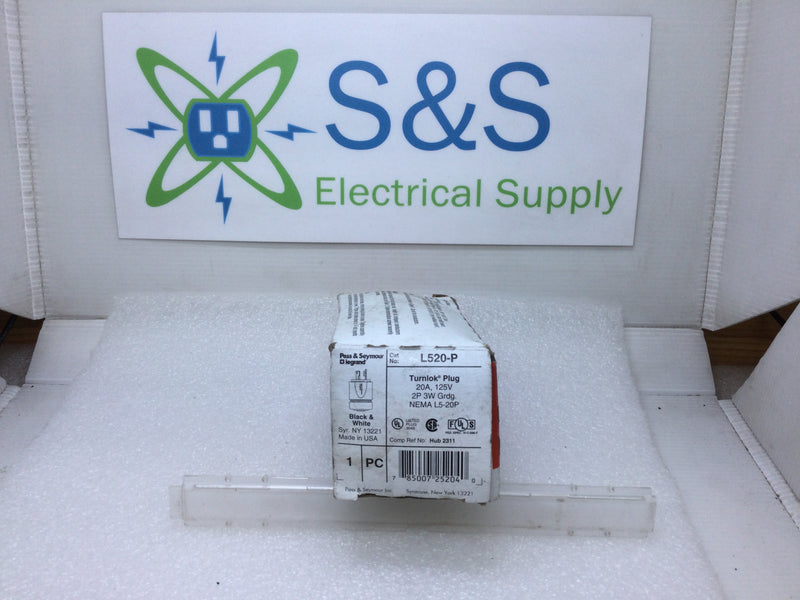 S&S
Electrical Supply
Pass & Seymour
legrand
Cat
No:
L520-P
Turnlok® Plug
20A, 125V
2P 3W Grdg.
NEMA L5-20P
Black &
White
Syr. NY 13221
Made in USA
Comp Ref No: Hub 2311
1 PC
7 85007 25204 0
Pass & Seymour Inc. Syracuse, New York 13221